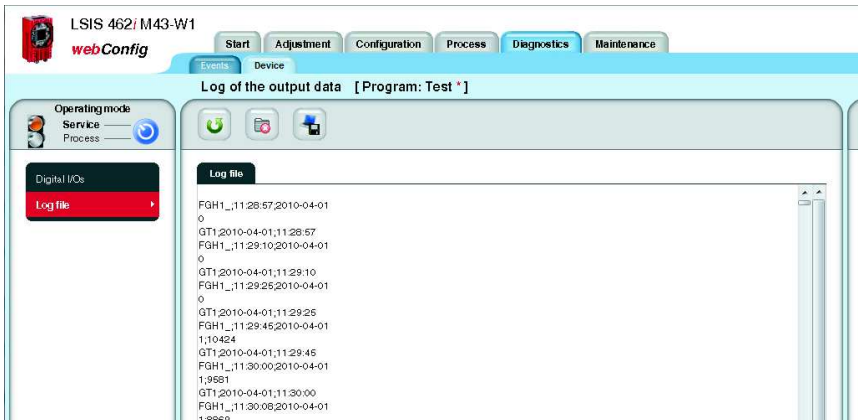 LSIS 462i M43-W1
webConfig
Start Adjustment Configuration Process Diagnostics Maintenance
Events Device
Log of the output data [ Program: Test * ]
Operating mode
Service
Process
Digital I/Os
Log file
Log file
FGH1_;11:28:57;2010-04-01
0
GT1;2010-04-01;11:28:57
FGH1_;11:29:10;2010-04-01
0
GT1;2010-04-01;11:29:10
FGH1_;11:29:25;2010-04-01
0
GT1;2010-04-01;11:29:25
FGH1_;11:29:45;2010-04-01
1;10424
GT1;2010-04-01;11:29:45
FGH1_;11:30:00;2010-04-01
1;9581
GT1;2010-04-01;11:30:00
FGH1_;11:30:08;2010-04-01